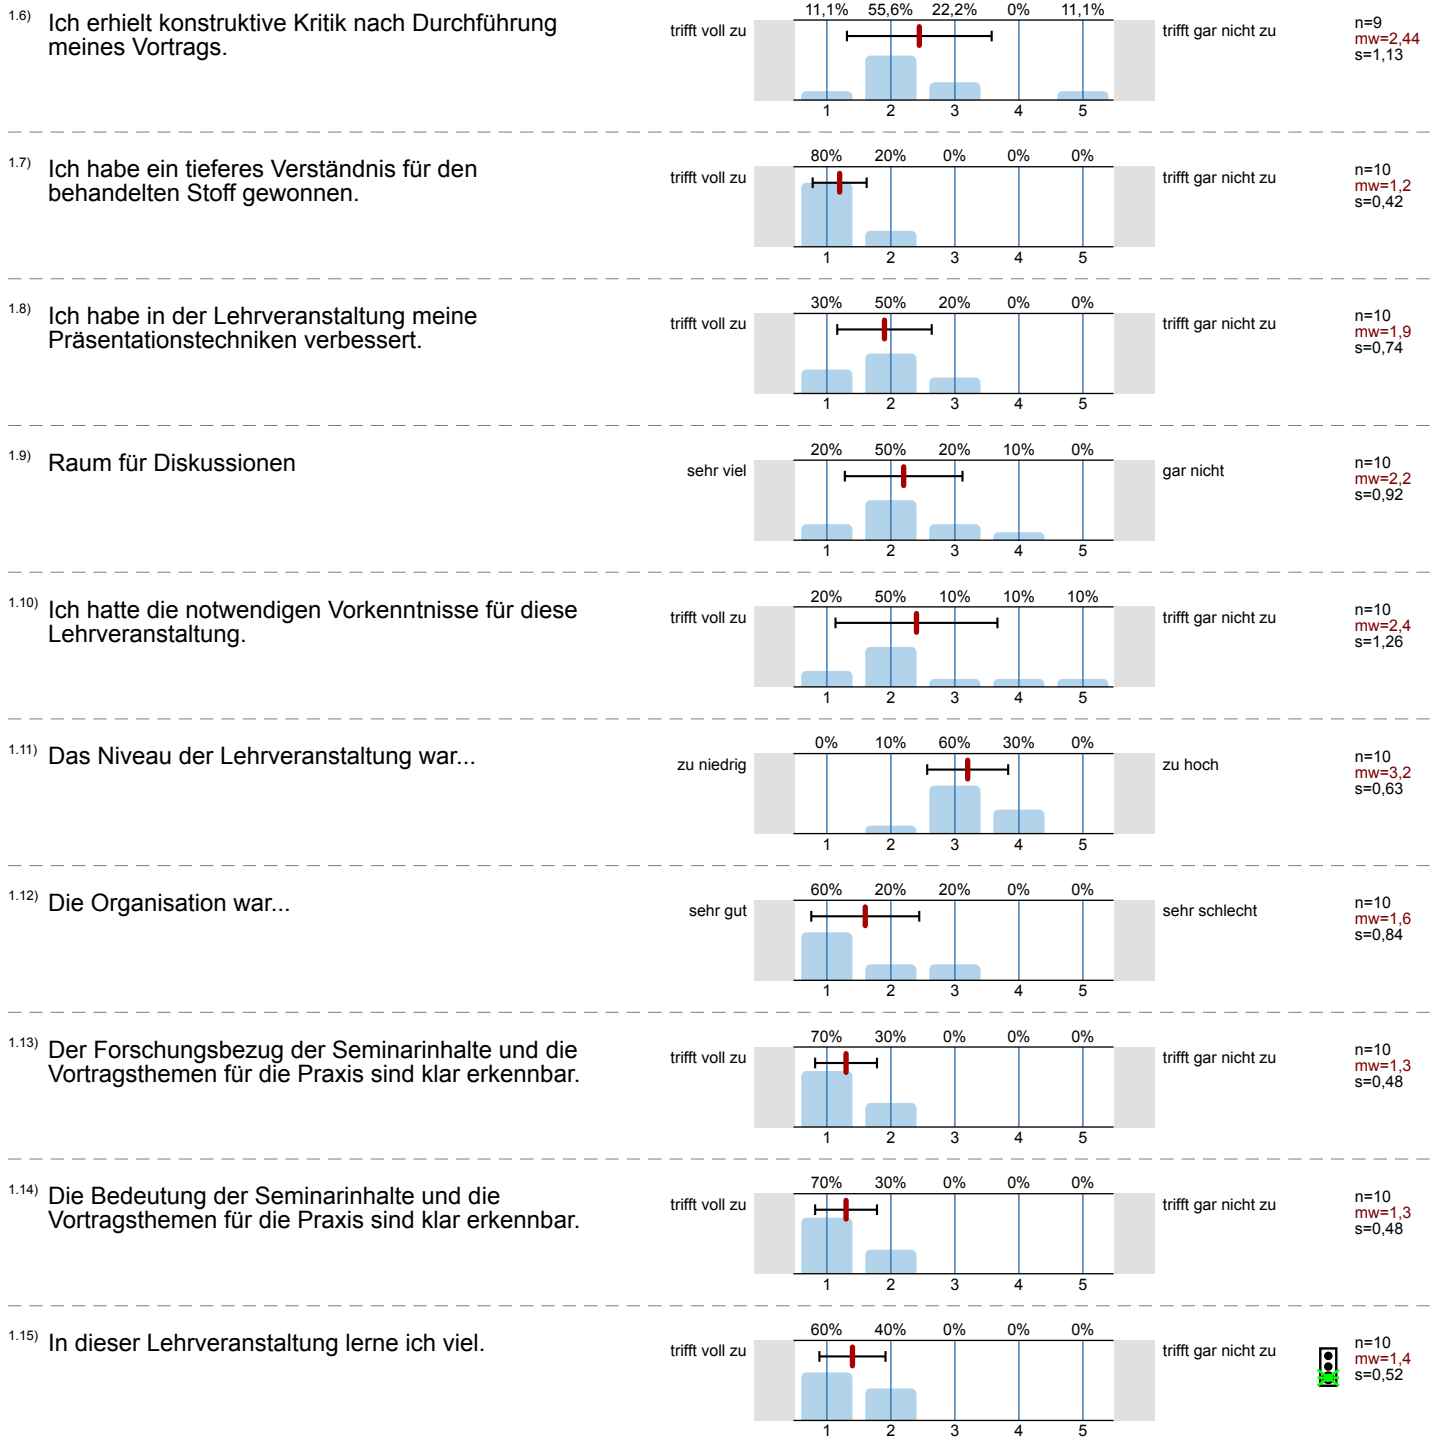 1.6) Ich erhielt konstruktive Kritik nach Durchführung
meines Vortrags.
11,1% 55,6% 22,2% 0% 11,1%
trifft voll zu trifft gar nicht zu
1 2 3 4 5
n=9
mw=2,44
s=1,13
1.7) Ich habe ein tieferes Verständnis für den
behandelten Stoff gewonnen.
80% 20% 0% 0% 0%
trifft voll zu trifft gar nicht zu
1 2 3 4 5
n=10
mw=1,2
s=0,42
1.8) Ich habe in der Lehrveranstaltung meine
Präsentationstechniken verbessert.
30% 50% 20% 0% 0%
trifft voll zu trifft gar nicht zu
1 2 3 4 5
n=10
mw=1,9
s=0,74
1.9) Raum für Diskussionen
20% 50% 20% 10% 0%
sehr viel gar nicht
1 2 3 4 5
n=10
mw=2,2
s=0,92
1.10) Ich hatte die notwendigen Vorkenntnisse für diese
Lehrveranstaltung.
20% 50% 10% 10% 10%
trifft voll zu trifft gar nicht zu
1 2 3 4 5
n=10
mw=2,4
s=1,26
1.11) Das Niveau der Lehrveranstaltung war...
0% 10% 60% 30% 0%
zu niedrig zu hoch
1 2 3 4 5
n=10
mw=3,2
s=0,63
1.12) Die Organisation war...
60% 20% 20% 0% 0%
sehr gut sehr schlecht
1 2 3 4 5
n=10
mw=1,6
s=0,84
1.13) Der Forschungsbezug der Seminarinhalte und die
Vortragsthemen für die Praxis sind klar erkennbar.
70% 30% 0% 0% 0%
trifft voll zu trifft gar nicht zu
1 2 3 4 5
n=10
mw=1,3
s=0,48
1.14) Die Bedeutung der Seminarinhalte und die
Vortragsthemen für die Praxis sind klar erkennbar.
70% 30% 0% 0% 0%
trifft voll zu trifft gar nicht zu
1 2 3 4 5
n=10
mw=1,3
s=0,48
1.15) In dieser Lehrveranstaltung lerne ich viel.
60% 40% 0% 0% 0%
trifft voll zu trifft gar nicht zu
1 2 3 4 5
n=10
mw=1,4
s=0,52